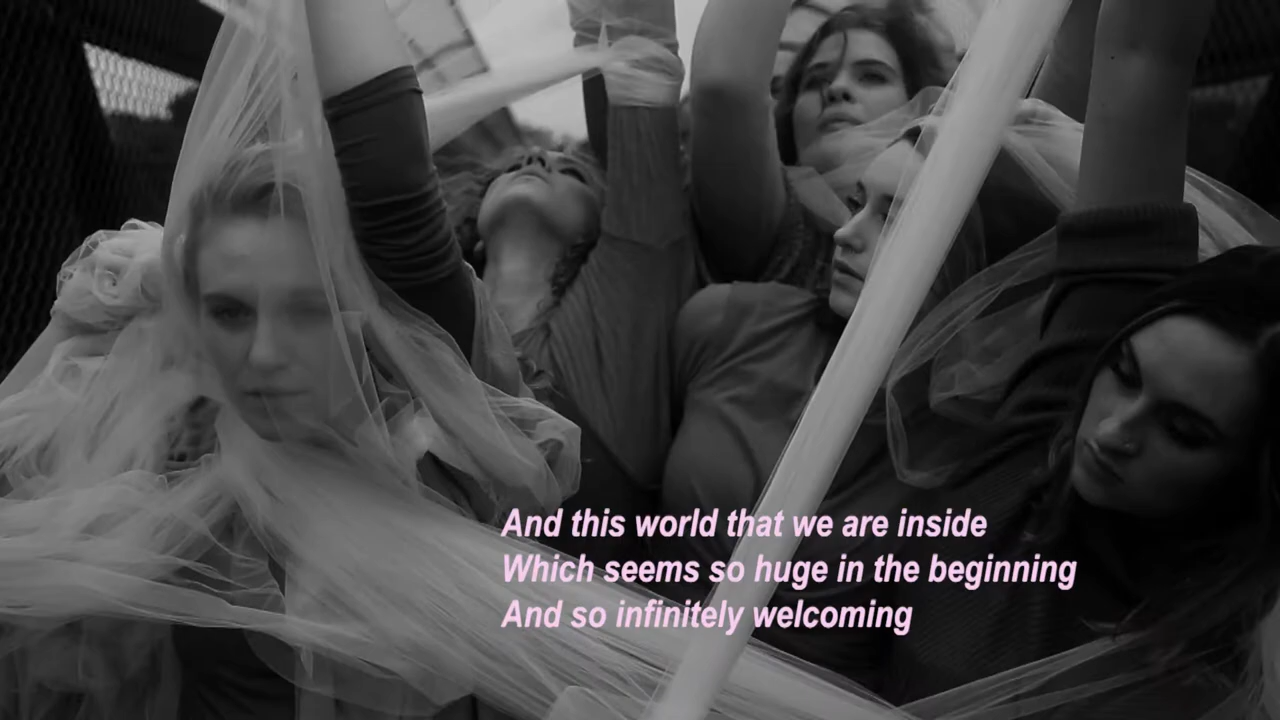 And this world that we are inside
Which seems so huge in the beginning
And so infinitely welcoming